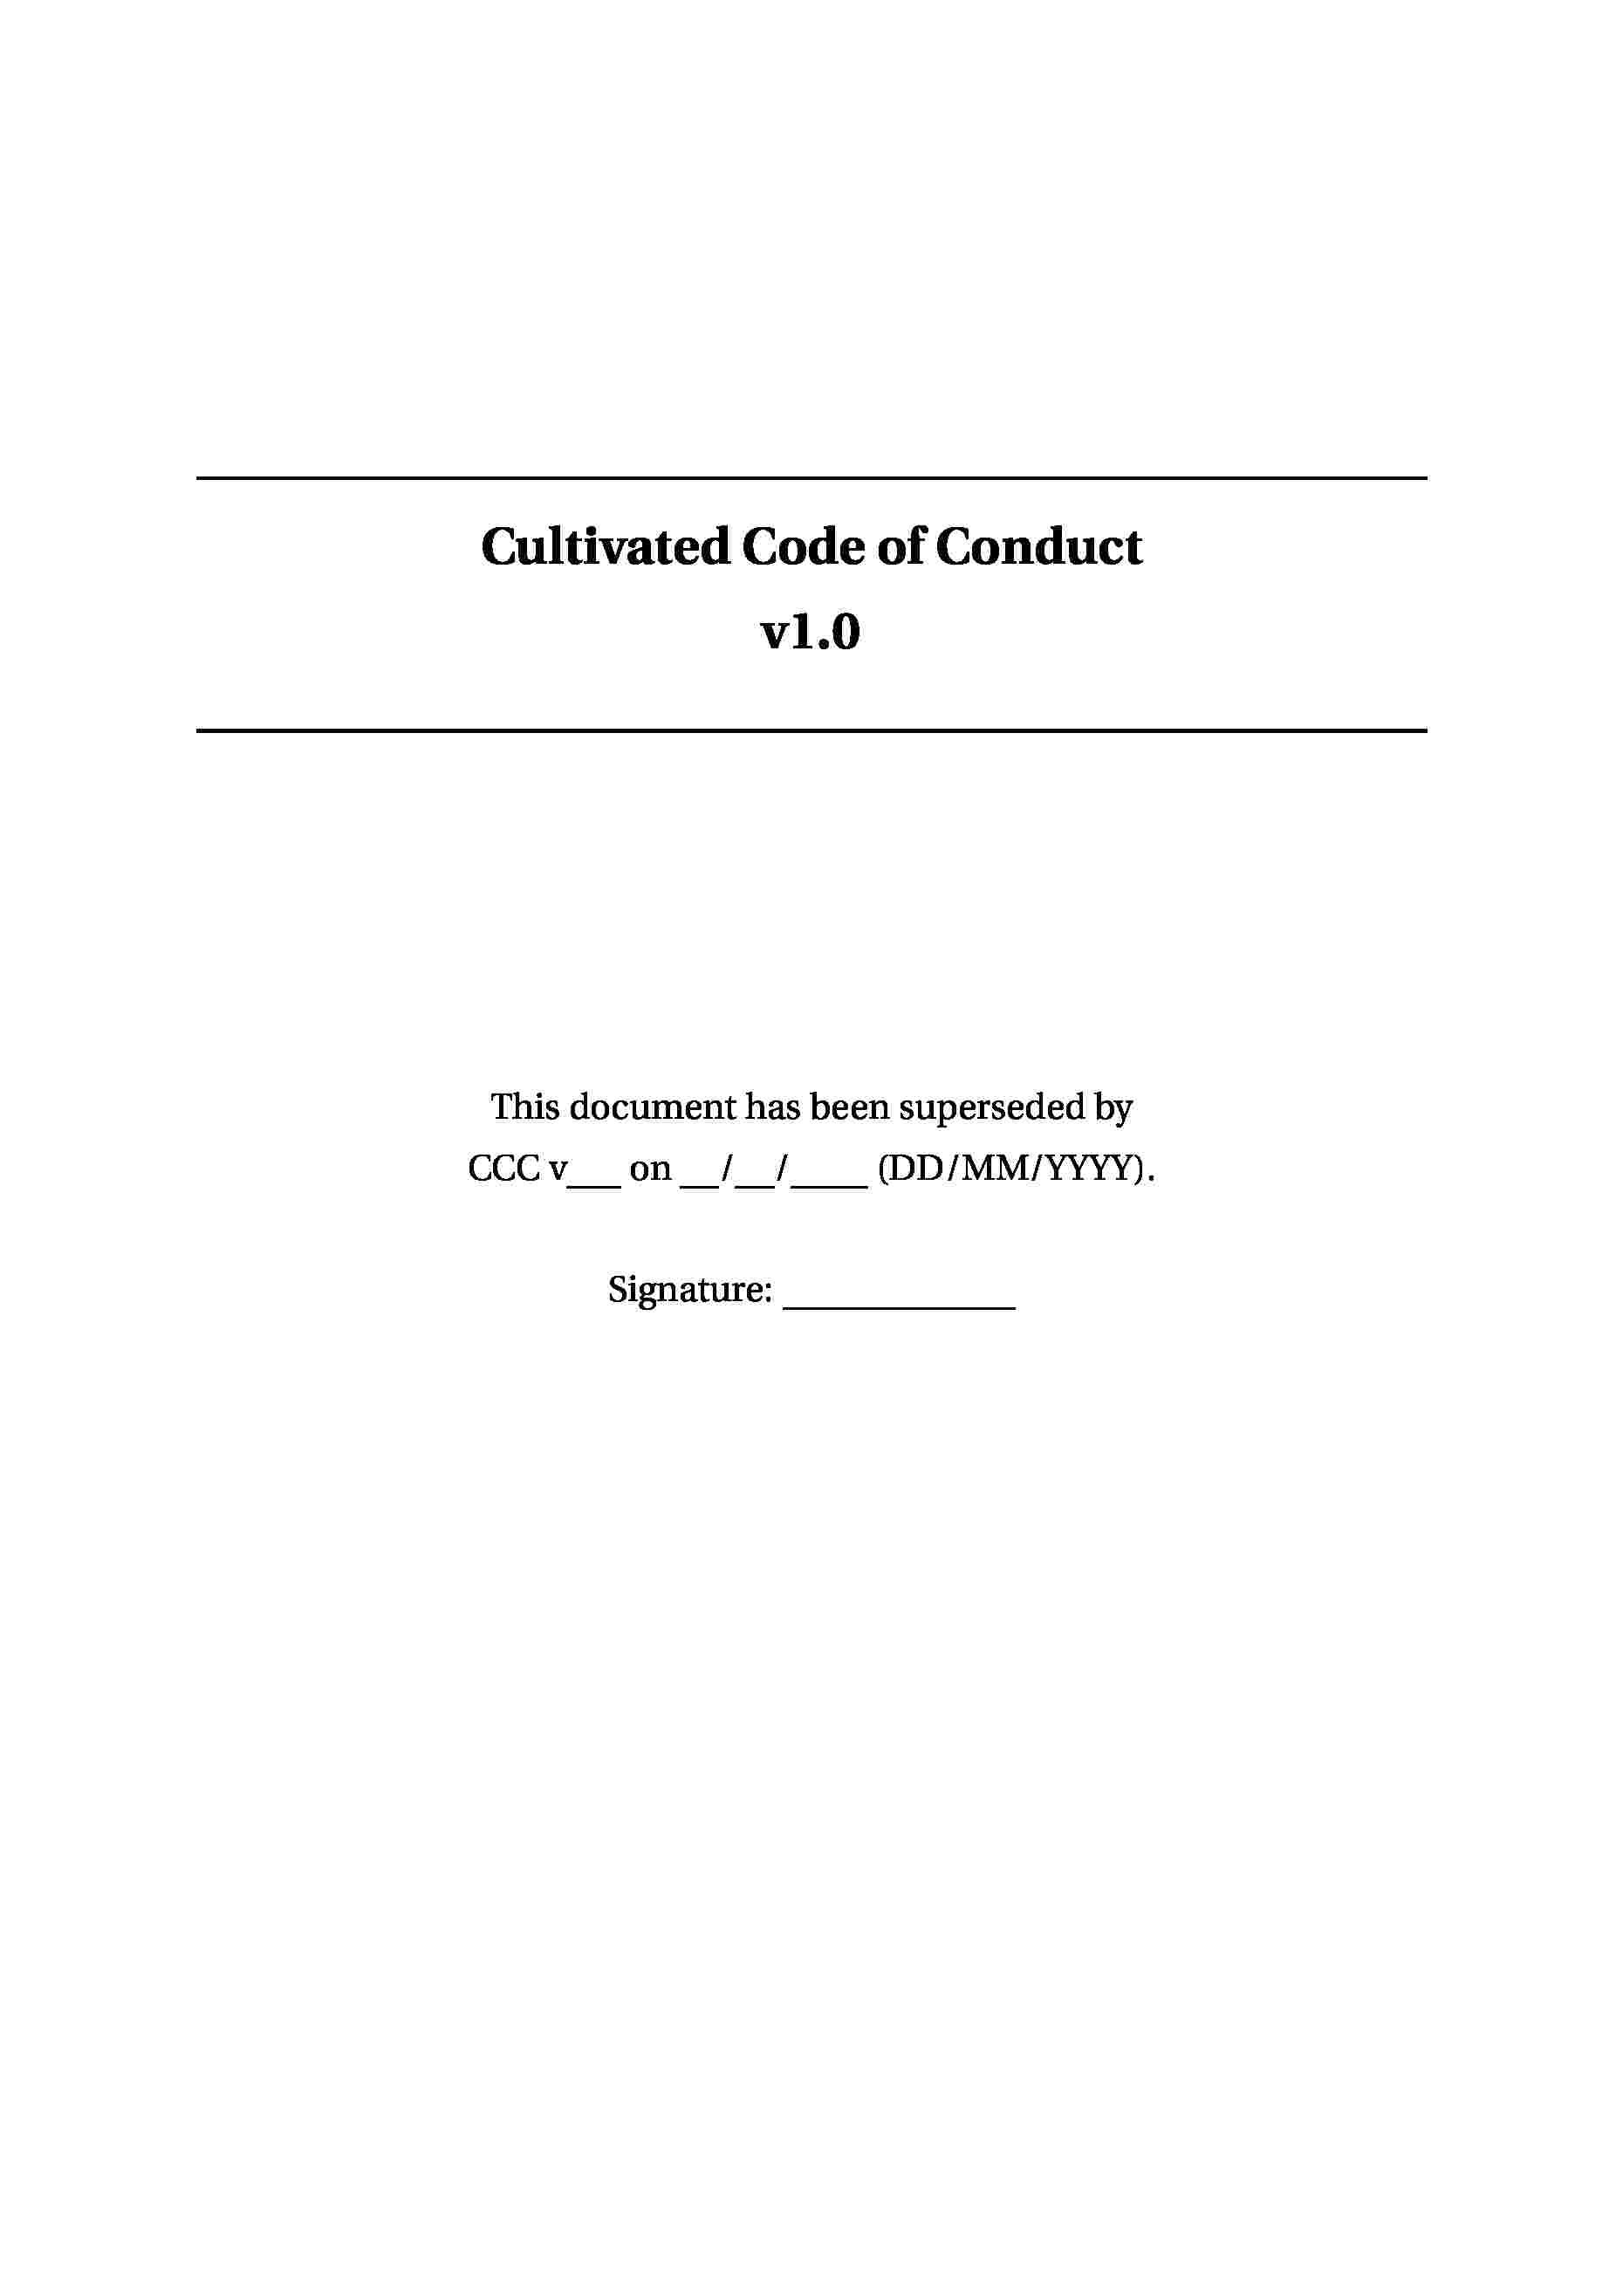 Cultivated Code of Conduct
v1.0
This document has been superseded by
CCC v___ on __/__/____ (DD/MM/YYYY).
Signature: ____________